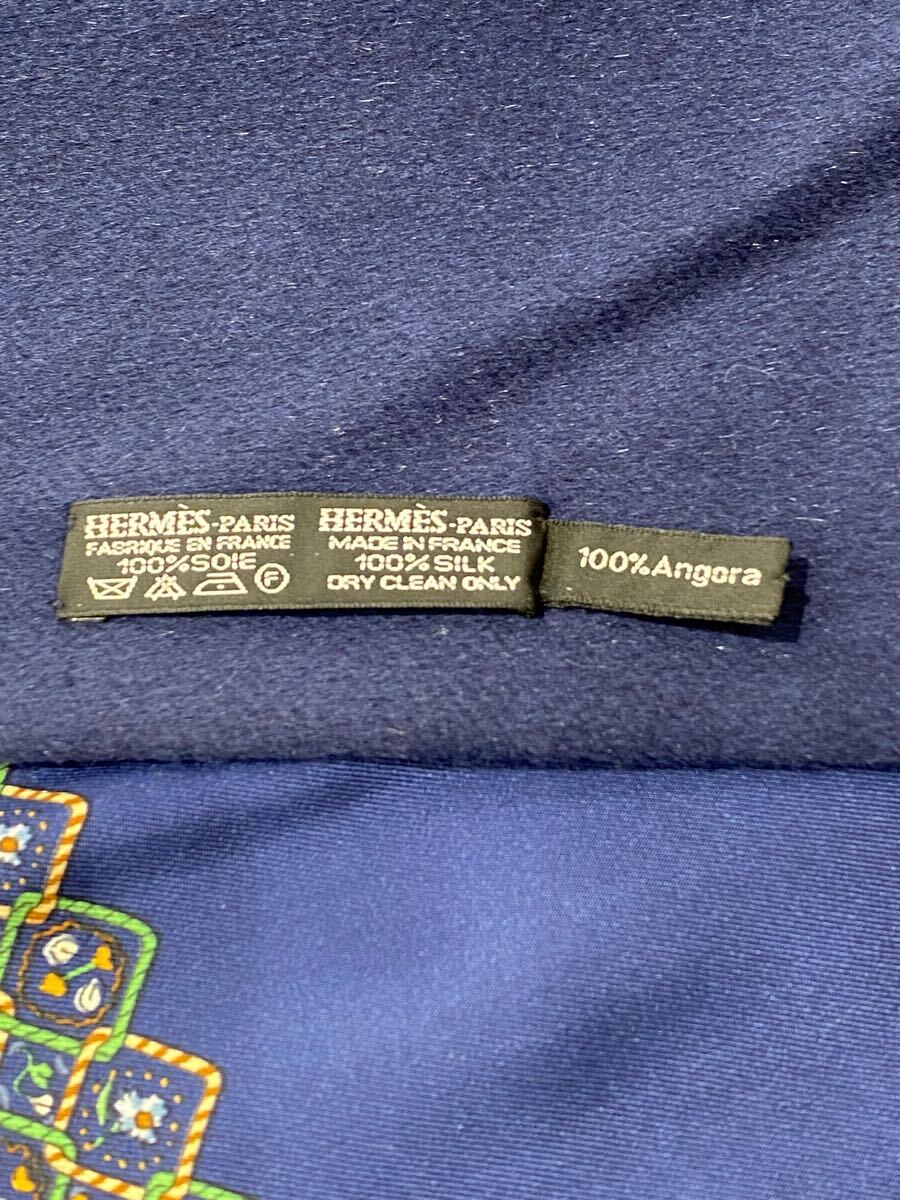 HERMÈS-PARIS
FABRIQUE EN FRANCE
100%SOIE
F
HERMÈS-PARIS
MADE IN FRANCE
100%SILK
DRY CLEAN ONLY
100%Angora